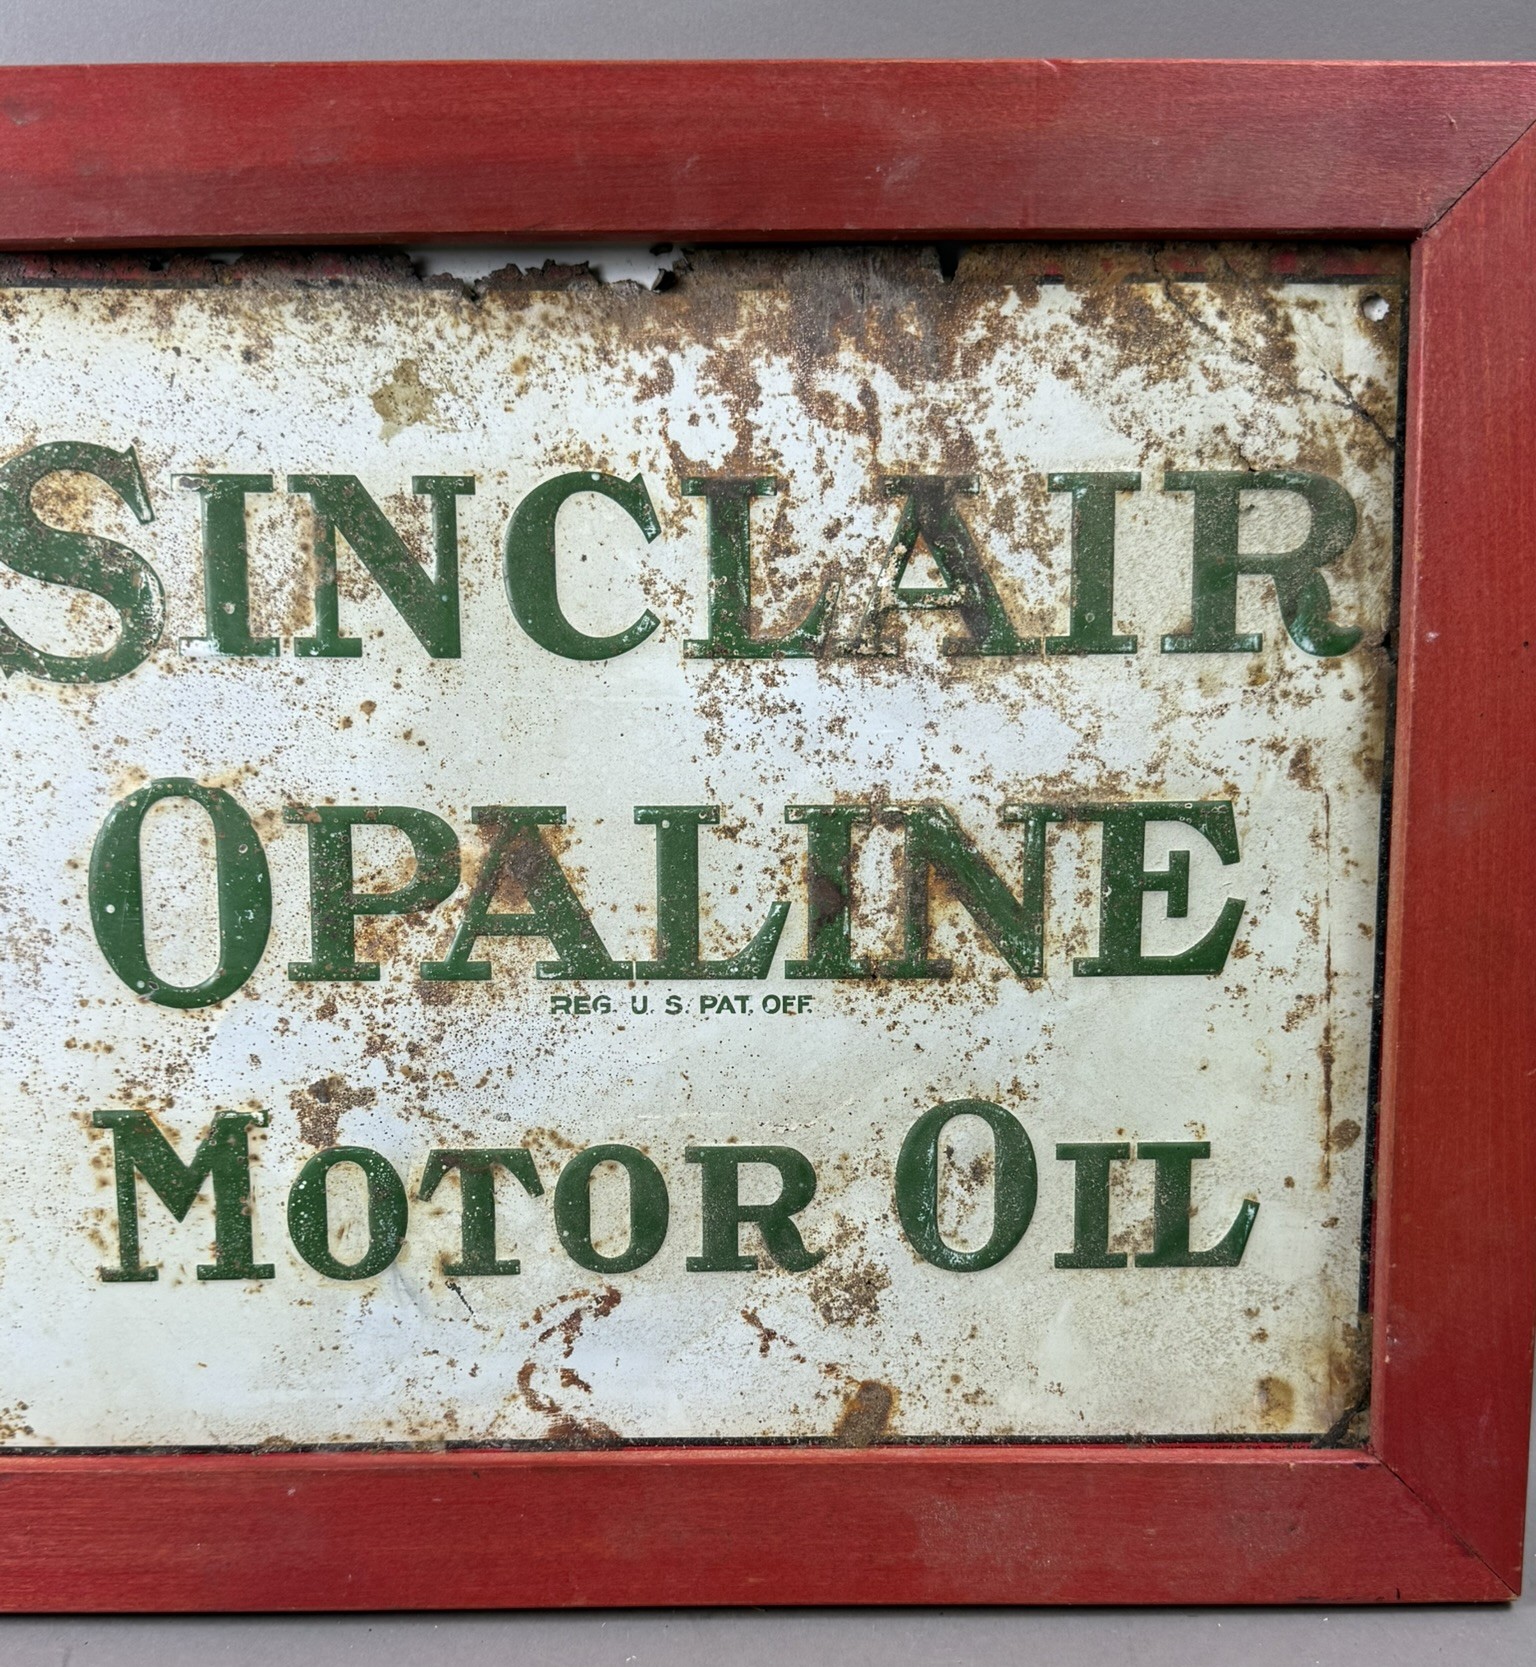 SINCLAIR
OPALINE
REG. U. S. PAT. OFF.
MOTOR OIL